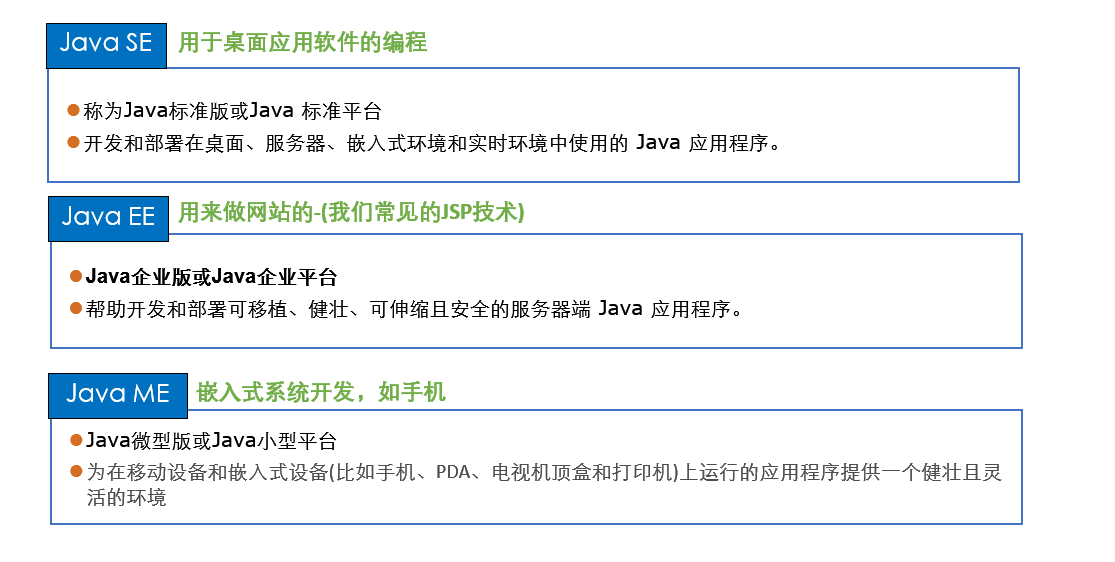 Java SE 用于桌面应用软件的编程
称为Java标准版或Java 标准平台
开发和部署在桌面、服务器、嵌入式环境和实时环境中使用的 Java 应用程序。
Java EE 用来做网站的-(我们常见的JSP技术)
Java企业版或Java企业平台
帮助开发和部署可移植、健壮、可伸缩且安全的服务器端 Java 应用程序。
Java ME 嵌入式系统开发，如手机
Java微型版或Java小型平台
为在移动设备和嵌入式设备(比如手机、PDA、电视机顶盒和打印机)上运行的应用程序提供一个健壮且灵
活的环境